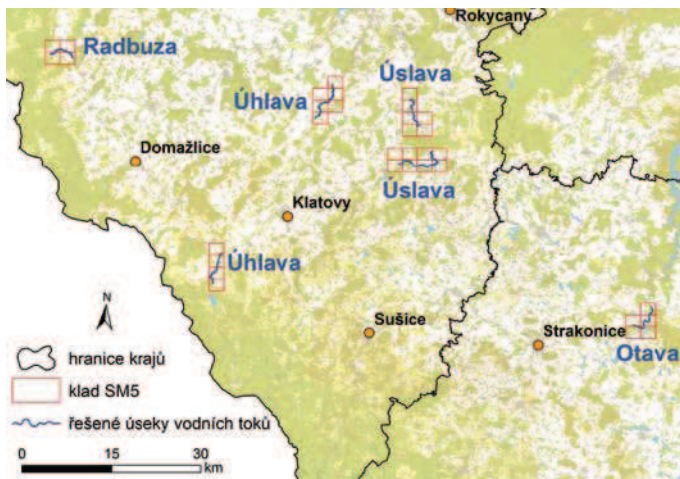 Rokycany
Radbuza
Úslava
Úhlava
Domažlice
Úslava
Klatovy
Úhlava
N
Sušice
Strakonice
Otava
hranice krajů
klad SM5
řešené úseky vodních toků
0 15 30
km